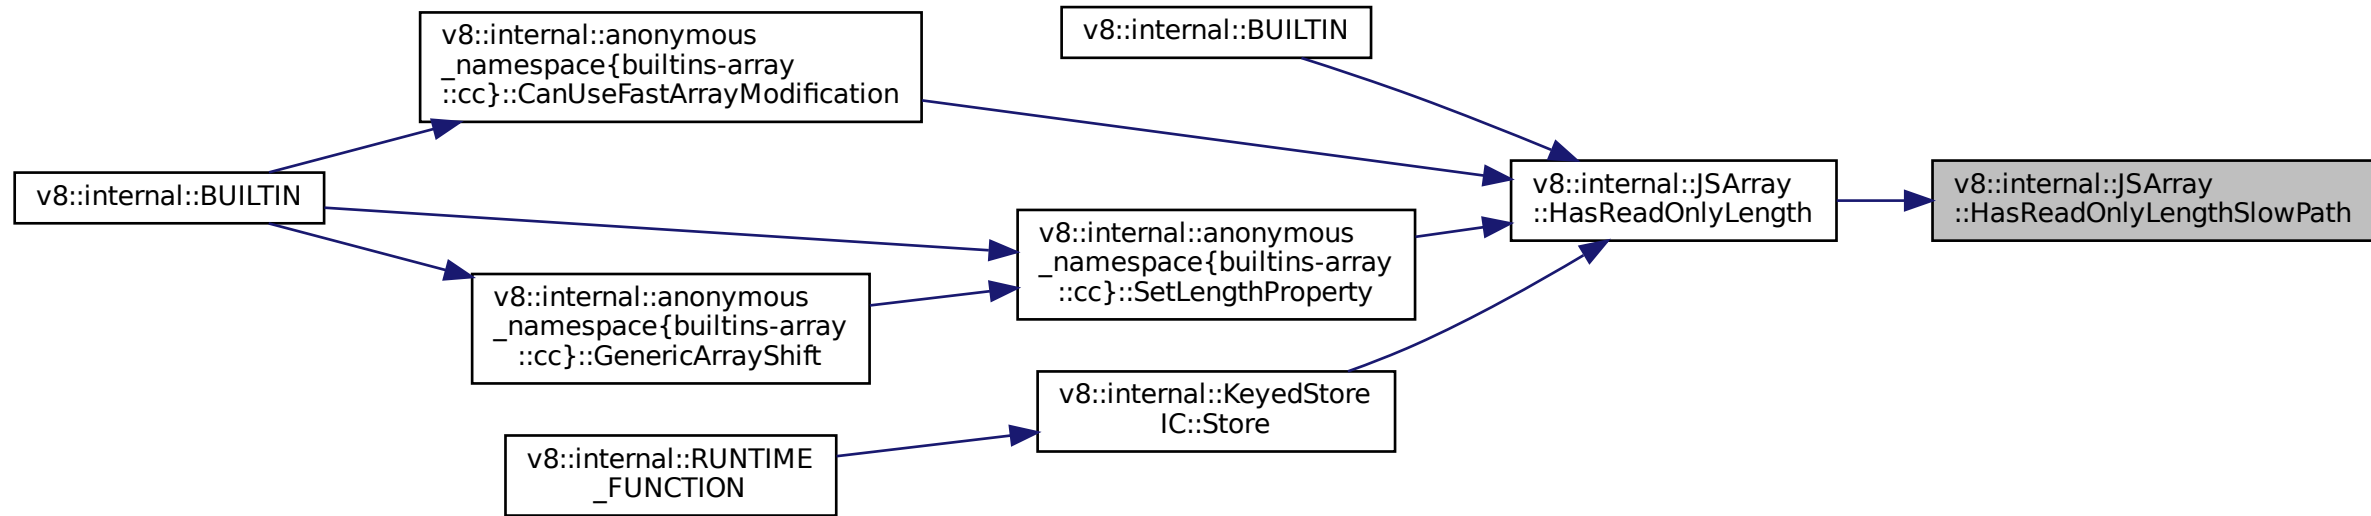 v8::internal::anonymous
_namespace{builtins-array
::cc}::CanUseFastArrayModification
v8::internal::BUILTIN
v8::internal::BUILTIN
v8::internal::JSArray
::HasReadOnlyLength
v8::internal::JSArray
::HasReadOnlyLengthSlowPath
v8::internal::anonymous
_namespace{builtins-array
::cc}::SetLengthProperty
v8::internal::anonymous
_namespace{builtins-array
::cc}::GenericArrayShift
v8::internal::KeyedStore
IC::Store
v8::internal::RUNTIME
_FUNCTION